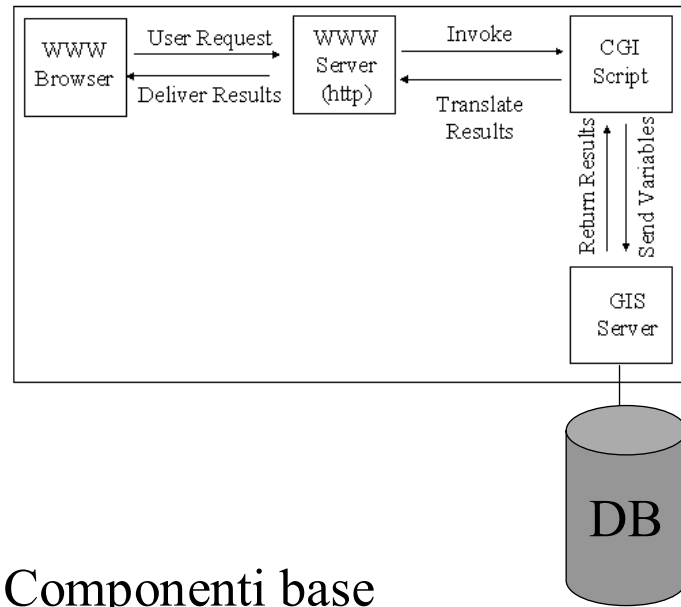 WWW
Browser
User Request
Deliver Results
WWW
Server
(http)
Invoke
Translate
Results
CGI
Script
Return Results
Send Variables
GIS
Server
DB
Componenti base